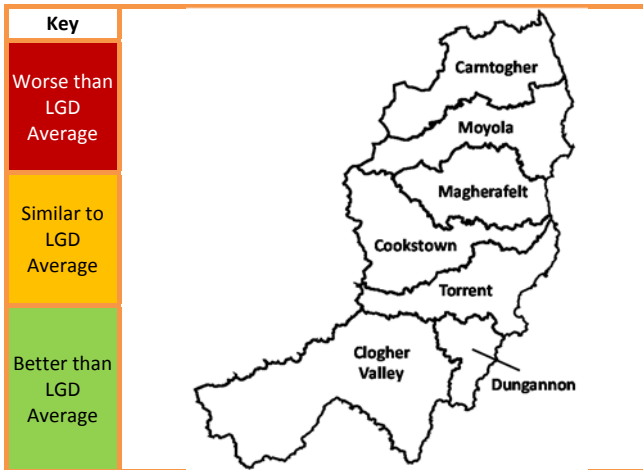 Key
Worse than
LGD
Average
Similar to
LGD
Average
Better than
LGD
Average
Carntogher
Moyola
Magherafelt
Cookstown
Torrent
Clogher
Valley
Dungannon